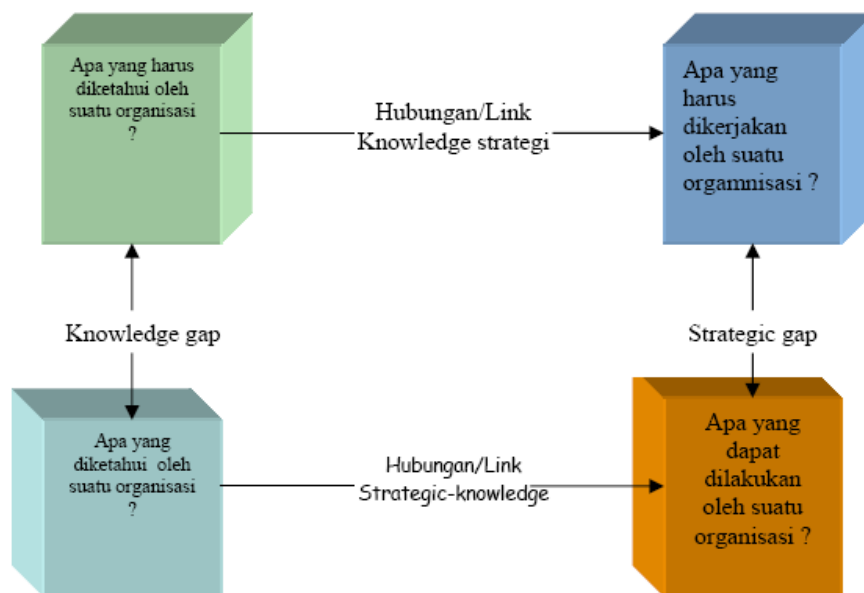 Apa yang harus
diketahui oleh
suatu organisasi
?
Hubungan/Link
Knowledge strategi
Apa yang
harus
dikerjakan
oleh suatu
orgamnisasi ?
Knowledge gap
Strategic gap
Apa yang
diketahui oleh
suatu organisasi
?
Hubungan/Link
Strategic-knowledge
Apa yang
dapat
dilakukan
oleh suatu
organisasi ?